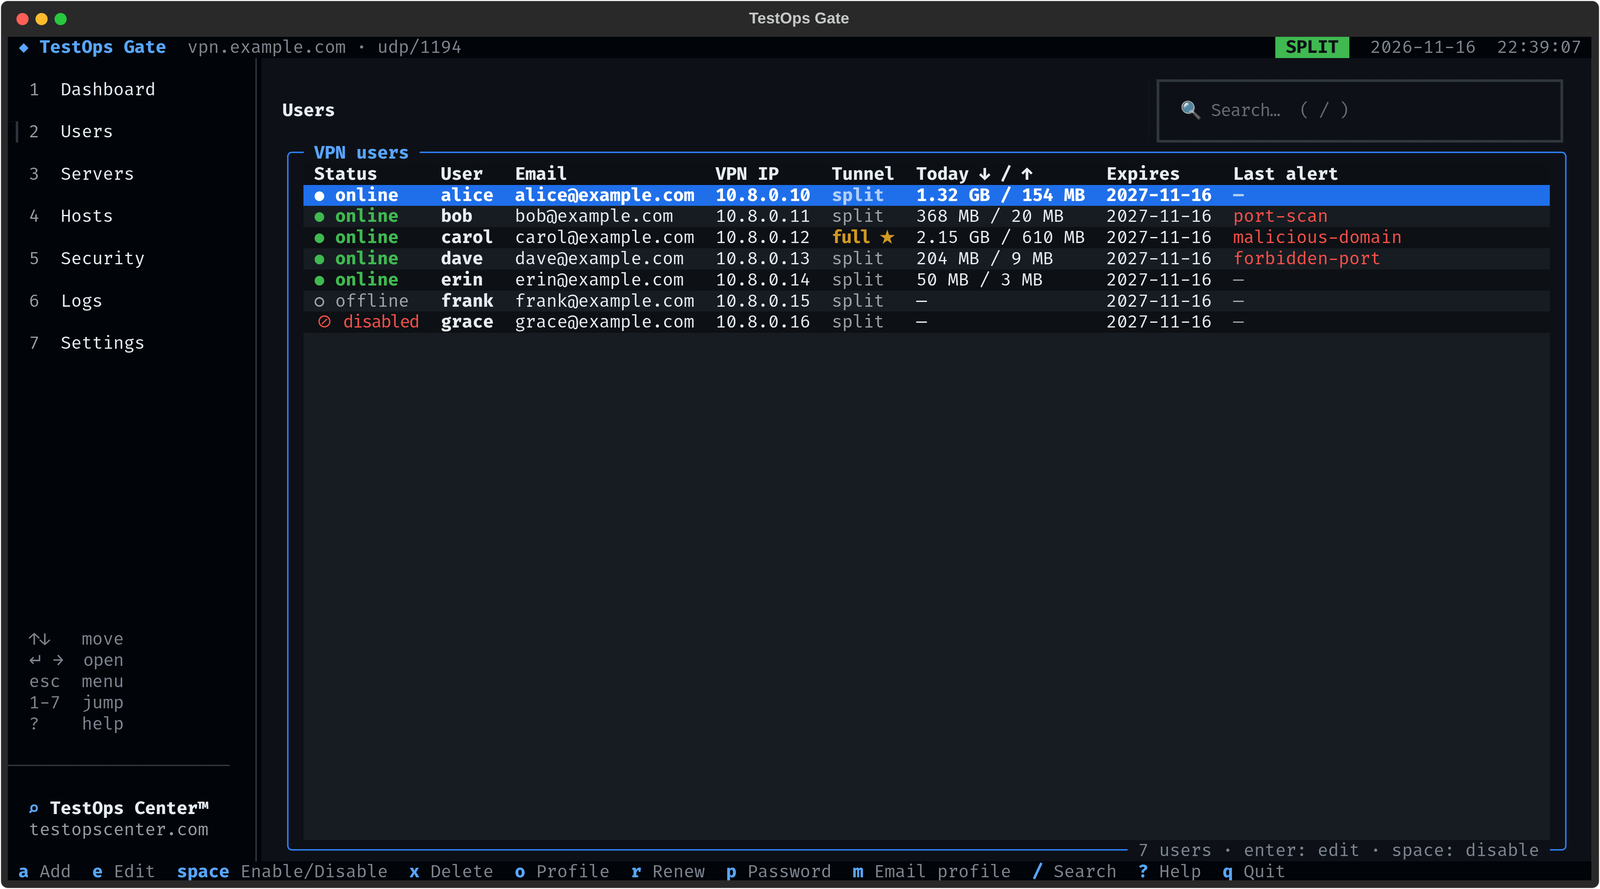 TestOps Gate
◆ TestOps Gate vpn.example.com · udp/1194 SPLIT 2026-11-16 22:39:07
1 Dashboard
2 Users
3 Servers
4 Hosts
5 Security
6 Logs
7 Settings
↑↓ move
↵ → open
esc menu
1-7 jump
? help
⌕ TestOps Center™
testopscenter.com
Users
🔍 Search… ( / )
VPN users
Status User Email VPN IP Tunnel Today ↓ / ↑ Expires Last alert
● online alice alice@example.com 10.8.0.10 split 1.32 GB / 154 MB 2027-11-16 —
● online bob bob@example.com 10.8.0.11 split 368 MB / 20 MB 2027-11-16 port-scan
● online carol carol@example.com 10.8.0.12 full ★ 2.15 GB / 610 MB 2027-11-16 malicious-domain
● online dave dave@example.com 10.8.0.13 split 204 MB / 9 MB 2027-11-16 forbidden-port
● online erin erin@example.com 10.8.0.14 split 50 MB / 3 MB 2027-11-16 —
○ offline frank frank@example.com 10.8.0.15 split — 2027-11-16 —
⊘ disabled grace grace@example.com 10.8.0.16 split — 2027-11-16 —
7 users · enter: edit · space: disable
a Add e Edit space Enable/Disable x Delete o Profile r Renew p Password m Email profile / Search ? Help q Quit